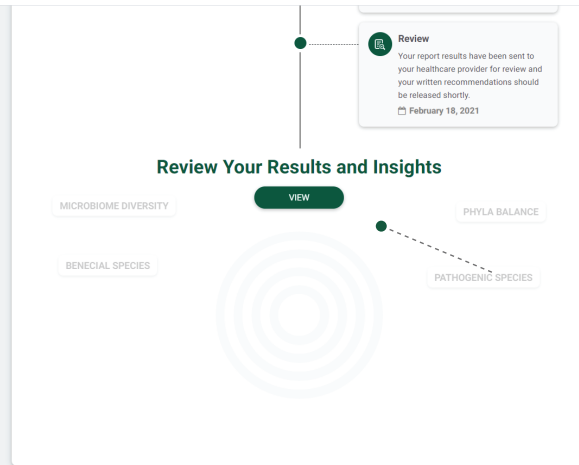 Review
Your report results have been sent to
your healthcare provider for review and
your written recommendations should
be released shortly.
February 18, 2021
Review Your Results and Insights
VIEW
MICROBIOME DIVERSITY
PHYLA BALANCE
BENECIAL SPECIES
PATHOGENIC SPECIES